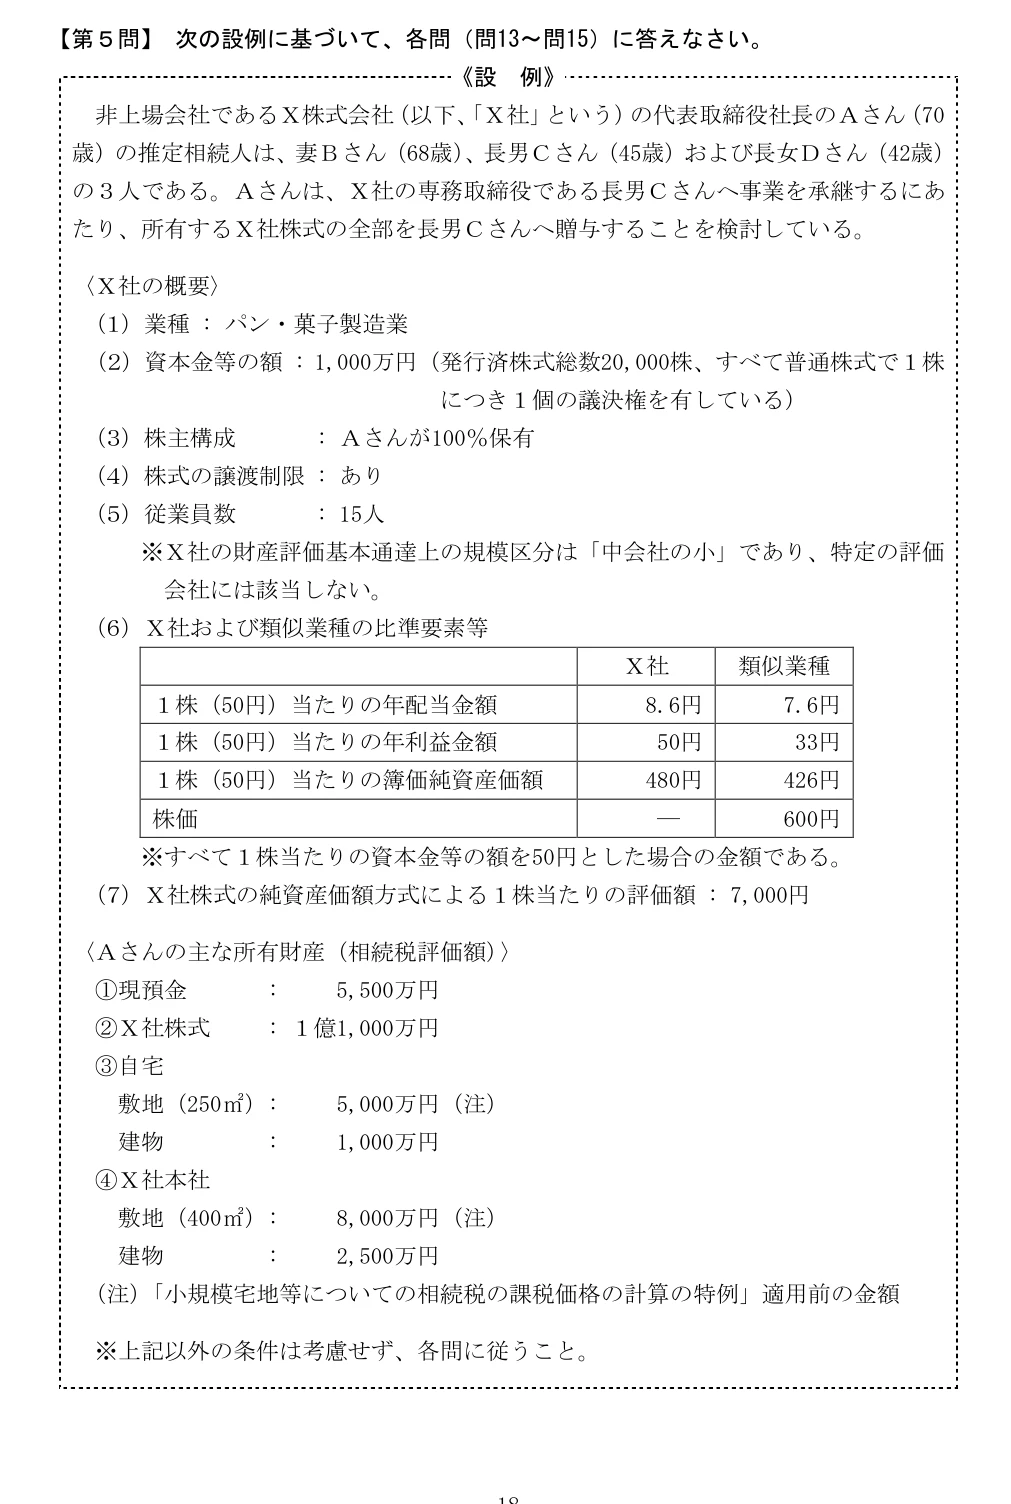 【第５問】 次の設例に基づいて、各問（問13～問15）に答えなさい。
《設　例》
非上場会社であるＸ株式会社（以下、「Ｘ社」という）の代表取締役社長のＡさん（70
歳）の推定相続人は、妻Ｂさん（68歳）、長男Ｃさん（45歳）および長女Ｄさん（42歳）
の３人である。Ａさんは、Ｘ社の専務取締役である長男Ｃさんへ事業を承継するにあ
たり、所有するＸ社株式の全部を長男Ｃさんへ贈与することを検討している。
〈Ｘ社の概要〉
（1）業種 ： パン・菓子製造業
（2）資本金等の額 ：1,000万円（発行済株式総数20,000株、すべて普通株式で１株
につき１個の議決権を有している）
（3）株主構成 ： Ａさんが100％保有
（4）株式の譲渡制限 ： あり
（5）従業員数 ： 15人
※Ｘ社の財産評価基本通達上の規模区分は「中会社の小」であり、特定の評価
会社には該当しない。
（6）Ｘ社および類似業種の比準要素等
Ｘ社 類似業種
１株（50円）当たりの年配当金額 8.6円 7.6円
１株（50円）当たりの年利益金額 50円 33円
１株（50円）当たりの簿価純資産価額 480円 426円
株価 ― 600円
※すべて１株当たりの資本金等の額を50円とした場合の金額である。
（7）Ｘ社株式の純資産価額方式による１株当たりの評価額 ： 7,000円
〈Ａさんの主な所有財産（相続税評価額）〉
①現預金 ： 5,500万円
②Ｘ社株式 ： １億1,000万円
③自宅
敷地（250㎡）： 5,000万円（注）
建物 ： 1,000万円
④Ｘ社本社
敷地（400㎡）： 8,000万円（注）
建物 ： 2,500万円
（注）「小規模宅地等についての相続税の課税価格の計算の特例」適用前の金額
※上記以外の条件は考慮せず、各問に従うこと。